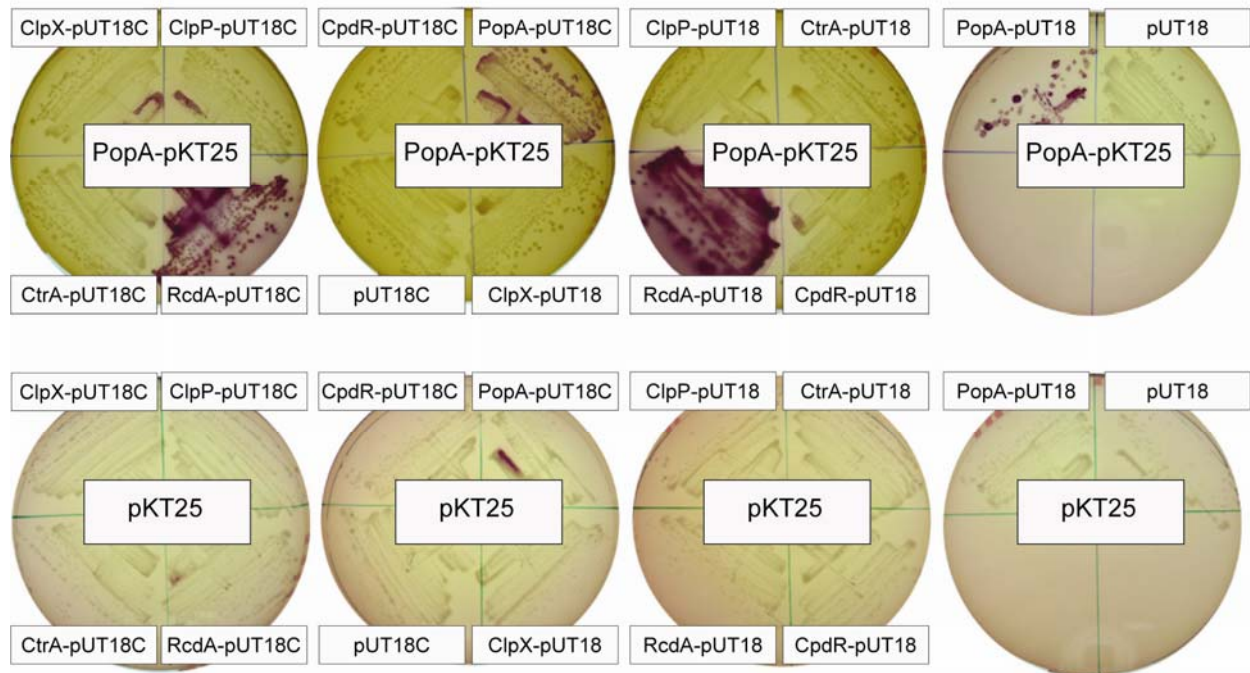 ClpX-pUT18C ClpP-pUT18C CpdR-pUT18C PopA-pUT18C ClpP-pUT18 CtrA-pUT18 PopA-pUT18 pUT18
PopA-pKT25 PopA-pKT25 PopA-pKT25 PopA-pKT25
CtrA-pUT18C RcdA-pUT18C pUT18C ClpX-pUT18 RcdA-pUT18 CpdR-pUT18
ClpX-pUT18C ClpP-pUT18C CpdR-pUT18C PopA-pUT18C ClpP-pUT18 CtrA-pUT18 PopA-pUT18 pUT18
pKT25 pKT25 pKT25 pKT25
CtrA-pUT18C RcdA-pUT18C pUT18C ClpX-pUT18 RcdA-pUT18 CpdR-pUT18